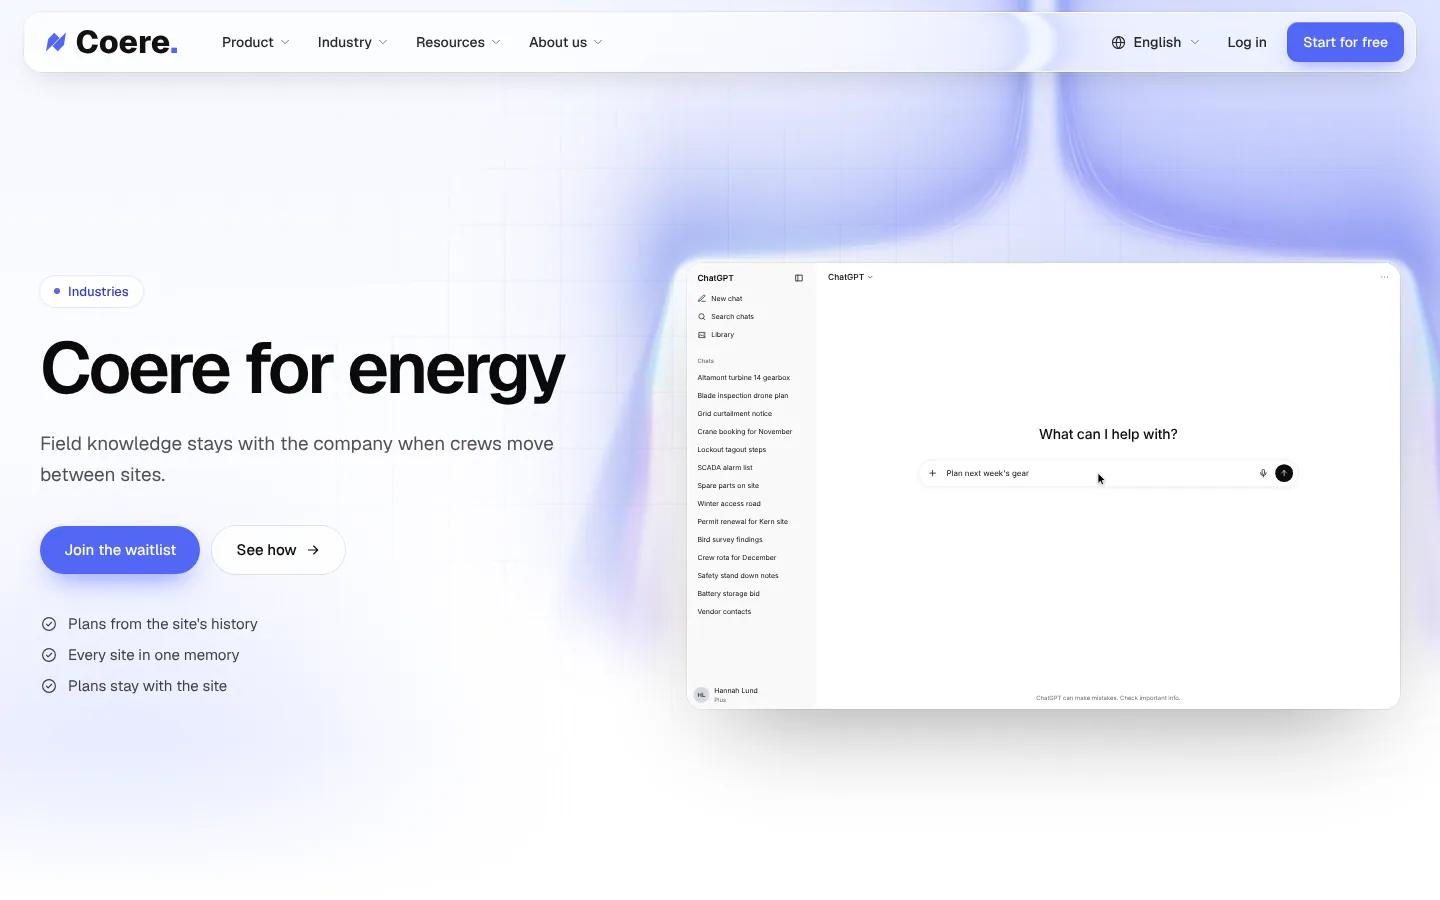 Coere.
Product
Industry
Resources
About us
English
Log in
Start for free
Industries
Coere for energy
Field knowledge stays with the company when crews move
between sites.
Join the waitlist
See how
Plans from the site's history
Every site in one memory
Plans stay with the site
ChatGPT
New chat
Search chats
Library
Chats
Altamont turbine 14 gearbox
Blade inspection drone plan
Grid curtailment notice
Crane booking for November
Lockout tagout steps
SCADA alarm list
Spare parts on site
Winter access road
Permit renewal for Kern site
Bird survey findings
Crew rota for December
Safety stand down notes
Battery storage bid
Vendor contacts
HL
Hannah Lund
Plus
ChatGPT
What can I help with?
Plan next week's gear
ChatGPT can make mistakes. Check important info.